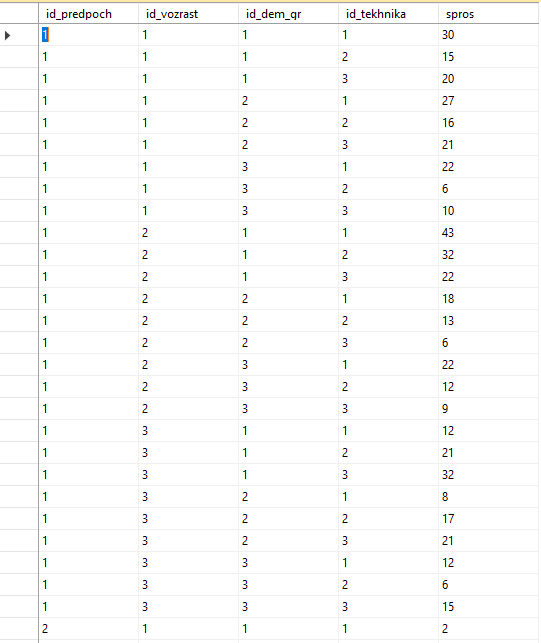 id_predpoch id_vozrast id_dem_gr id_tekhnika spros
1 1 1 1 30
1 1 1 2 15
1 1 1 3 20
1 1 2 1 27
1 1 2 2 16
1 1 2 3 21
1 1 3 1 22
1 1 3 2 6
1 1 3 3 10
1 2 1 1 43
1 2 1 2 32
1 2 1 3 22
1 2 2 1 18
1 2 2 2 13
1 2 2 3 6
1 2 3 1 22
1 2 3 2 12
1 2 3 3 9
1 3 1 1 12
1 3 1 2 21
1 3 1 3 32
1 3 2 1 8
1 3 2 2 17
1 3 2 3 21
1 3 3 1 12
1 3 3 2 6
1 3 3 3 15
2 1 1 1 2